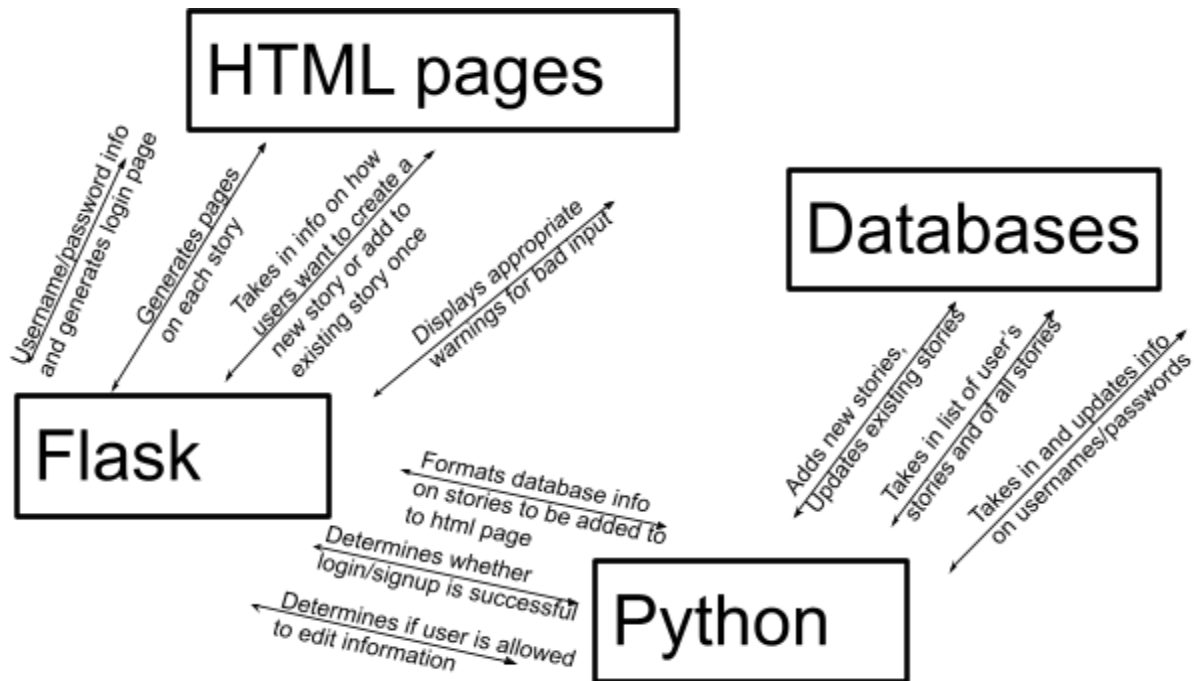 HTML pages
Username/password info
and generates login page
Generates pages
on each story
Takes in info on how
users want to create a
new story or add to
existing story once
Displays appropriate
warnings for bad input
Databases
Flask
Adds new stories,
Updates existing stories
Takes in list of user's
stories and of all stories
Takes in and updates info
on usernames/passwords
Formats database info
on stories to be added to
to html page
Determines whether
login/signup is successful
Determines if user is allowed
to edit information
Python